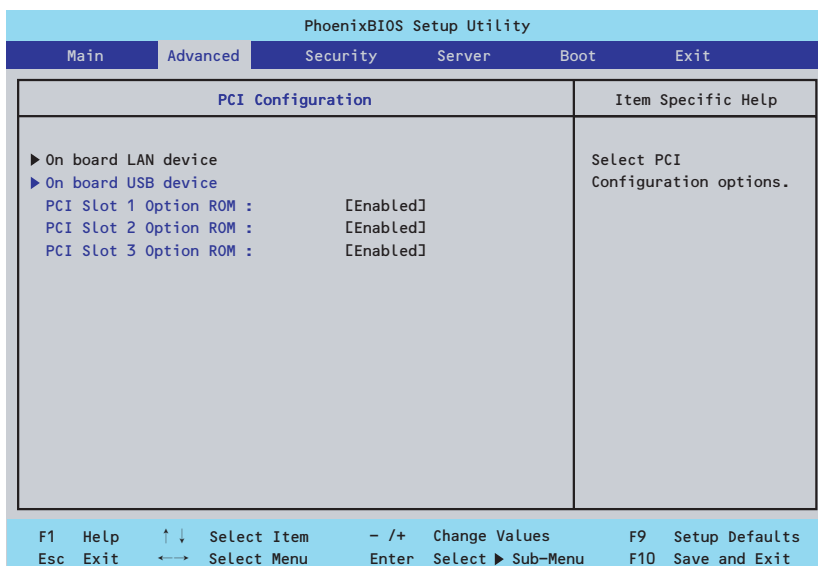 PhoenixBIOS Setup Utility
Main Advanced Security Server Boot Exit
PCI Configuration
Item Specific Help
▶On board LAN device
▶On board USB device
PCI Slot 1 Option ROM : [Enabled]
PCI Slot 2 Option ROM : [Enabled]
PCI Slot 3 Option ROM : [Enabled]
Select PCI
Configuration options.
F1 Help ↑↓ Select Item −/+ Change Values F9 Setup Defaults
Esc Exit ←→ Select Menu Enter Select ▶ Sub−Menu F10 Save and Exit